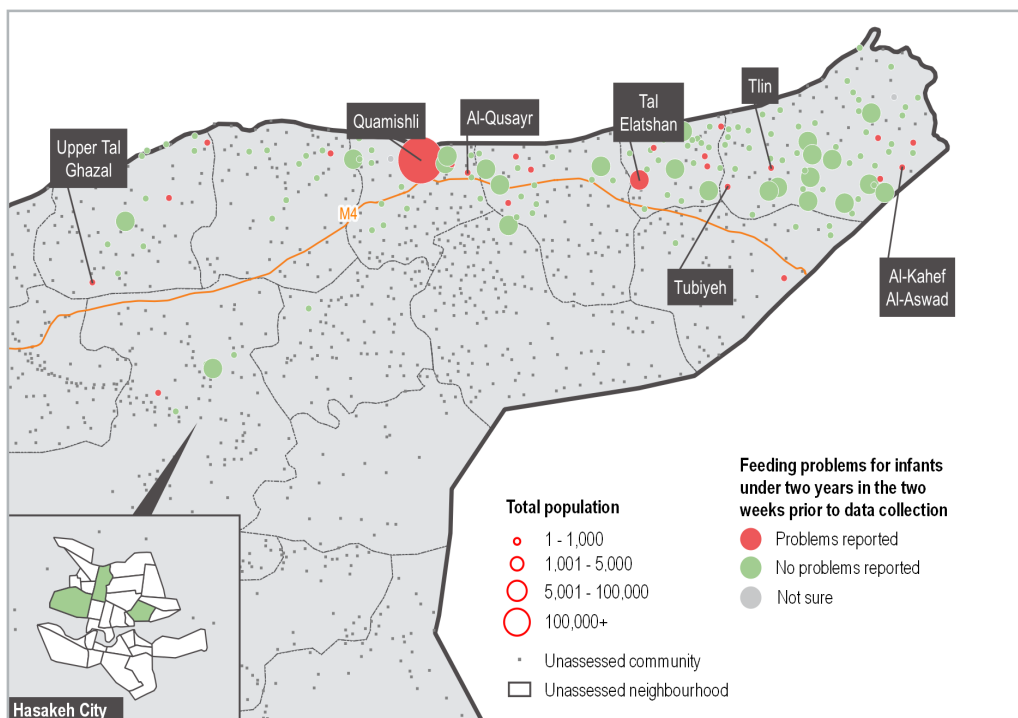 Upper Tal
Ghazal
Quamishli
Al-Qusayr
Tal
Elatshan
Tlin
M4
Tubiyeh
Al-Kahef
Al-Aswad
Hasakeh City
Total population
1 - 1,000
1,001 - 5,000
5,001 - 100,000
100,000+
Unassessed community
Unassessed neighbourhood
Feeding problems for infants
under two years in the two
weeks prior to data collection
Problems reported
No problems reported
Not sure